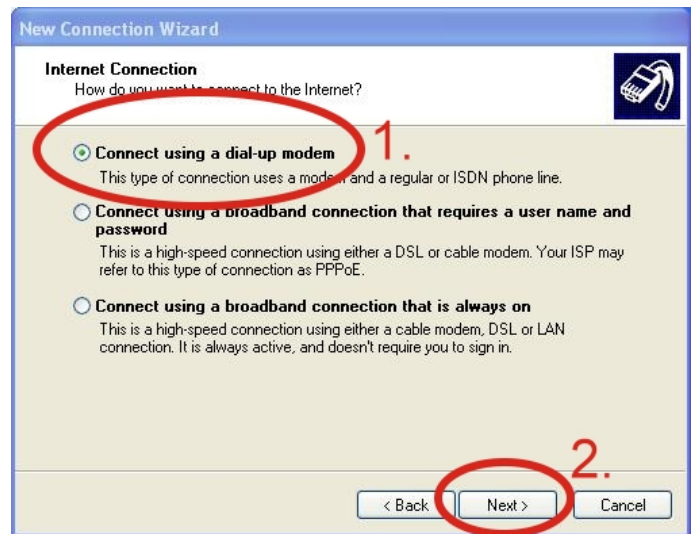 New Connection Wizard
Internet Connection
How do you want to connect to the Internet?
1.
Connect using a dial-up modem
This type of connection uses a modem and a regular or ISDN phone line.
Connect using a broadband connection that requires a user name and
password
This is a high-speed connection using either a DSL or cable modem. Your ISP may
refer to this type of connection as PPPoE.
Connect using a broadband connection that is always on
This is a high-speed connection using either a cable modem, DSL or LAN
connection. It is always active, and doesn't require you to sign in.
2.
< Back Next > Cancel